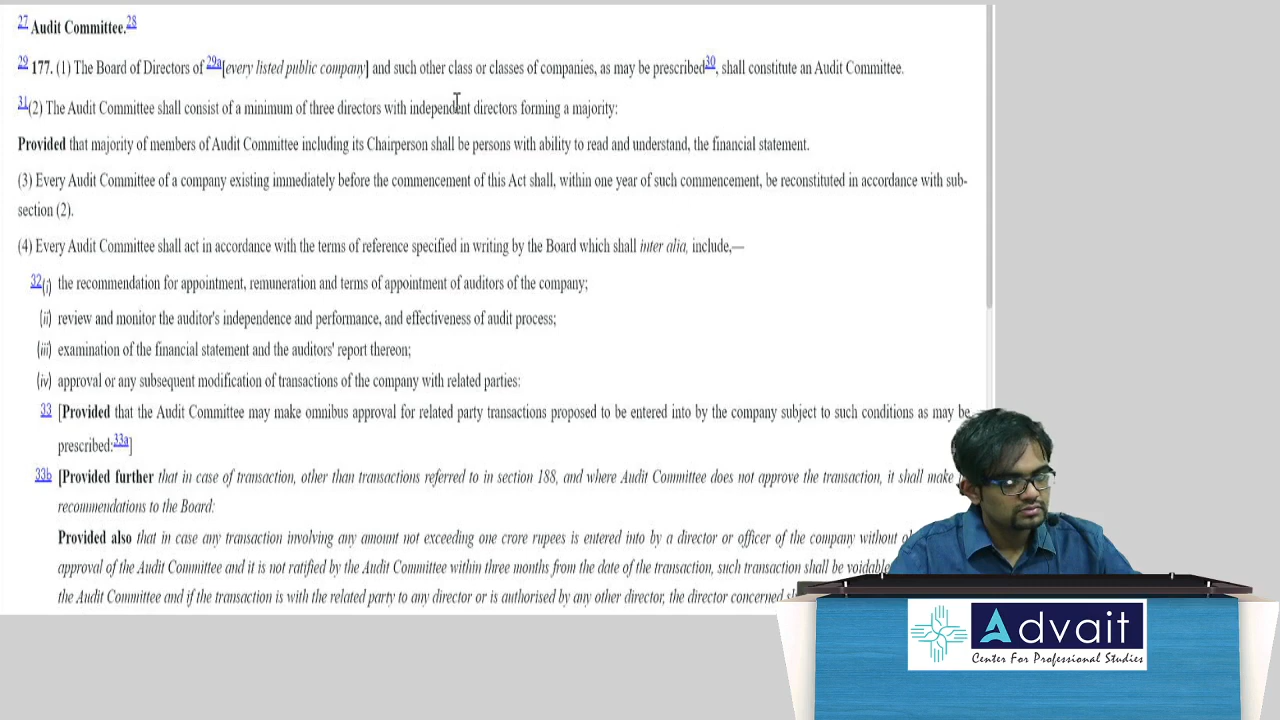 27 Audit Committee.28
29 177. (1) The Board of Directors of 29a[every listed public company] and such other class or classes of companies, as may be prescribed30, shall constitute an Audit Committee.
31(2) The Audit Committee shall consist of a minimum of three directors with independent directors forming a majority:
Provided that majority of members of Audit Committee including its Chairperson shall be persons with ability to read and understand, the financial statement.
(3) Every Audit Committee of a company existing immediately before the commencement of this Act shall, within one year of such commencement, be reconstituted in accordance with sub-
section (2).
(4) Every Audit Committee shall act in accordance with the terms of reference specified in writing by the Board which shall inter alia, include,—
32(i) the recommendation for appointment, remuneration and terms of appointment of auditors of the company;
(ii) review and monitor the auditor's independence and performance, and effectiveness of audit process;
(iii) examination of the financial statement and the auditors' report thereon;
(iv) approval or any subsequent modification of transactions of the company with related parties:
33 [Provided that the Audit Committee may make omnibus approval for related party transactions proposed to be entered into by the company subject to such conditions as may be
prescribed:33a]
33b [Provided further that in case of transaction, other than transactions referred to in section 188, and where Audit Committee does not approve the transaction, it shall make
recommendations to the Board:
Provided also that in case any transaction involving any amount not exceeding one crore rupees is entered into by a director or officer of the company without
approval of the Audit Committee and it is not ratified by the Audit Committee within three months from the date of the transaction, such transaction shall be voidable
the Audit Committee and if the transaction is with the related party to any director or is authorised by any other director, the director concerned
Advait
Center For Professional Studies